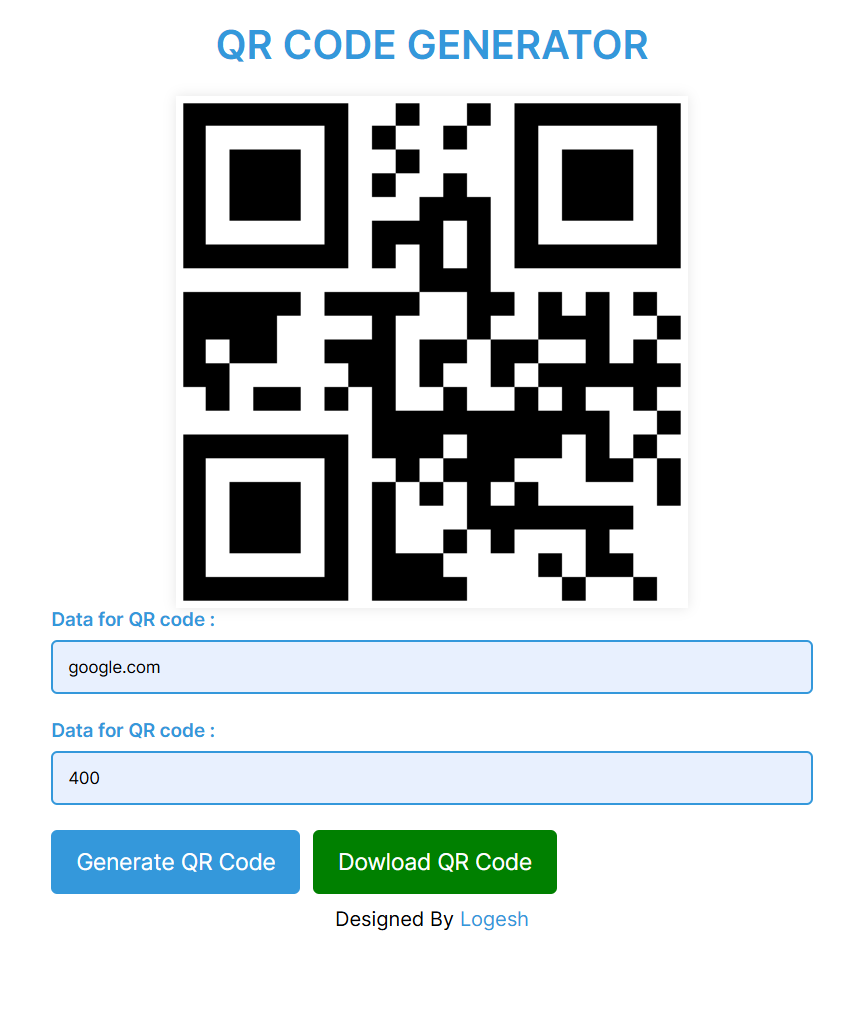 QR CODE GENERATOR
Data for QR code :
google.com
Data for QR code :
400
Generate QR Code
Dowload QR Code
Designed By Logesh